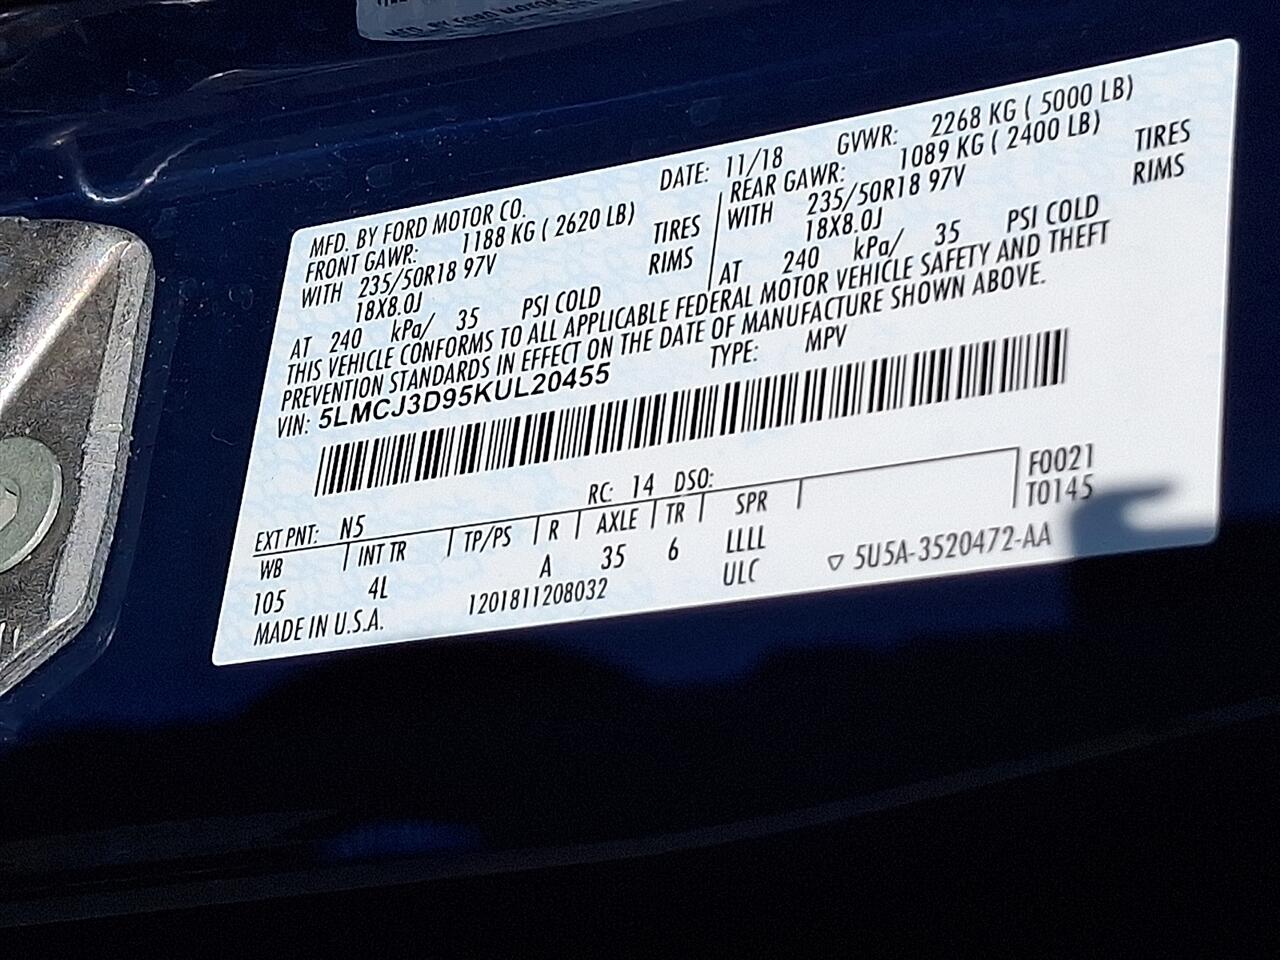 MFD. BY FORD MOTOR CO.
DATE: 11/18 GVWR: 2268 KG ( 5000 LB)
FRONT GAWR: 1188 KG ( 2620 LB) REAR GAWR: 1089 KG ( 2400 LB)
WITH 235/50R18 97V TIRES WITH 235/50R18 97V TIRES
18X8.0J RIMS 18X8.0J RIMS
AT 240 kPa/ 35 PSI COLD AT 240 kPa/ 35 PSI COLD
THIS VEHICLE CONFORMS TO ALL APPLICABLE FEDERAL MOTOR VEHICLE SAFETY AND THEFT
PREVENTION STANDARDS IN EFFECT ON THE DATE OF MANUFACTURE SHOWN ABOVE.
VIN: 5LMCJ3D95KUL20455 TYPE: MPV
EXT PNT: N5 RC: 14 DSO: F0021
WB INT TR TP/PS R AXLE TR SPR T0145
105 4L A 35 6 LLLL
MADE IN U.S.A. 1201811208032 ULC ▽ 5U5A-3520472-AA